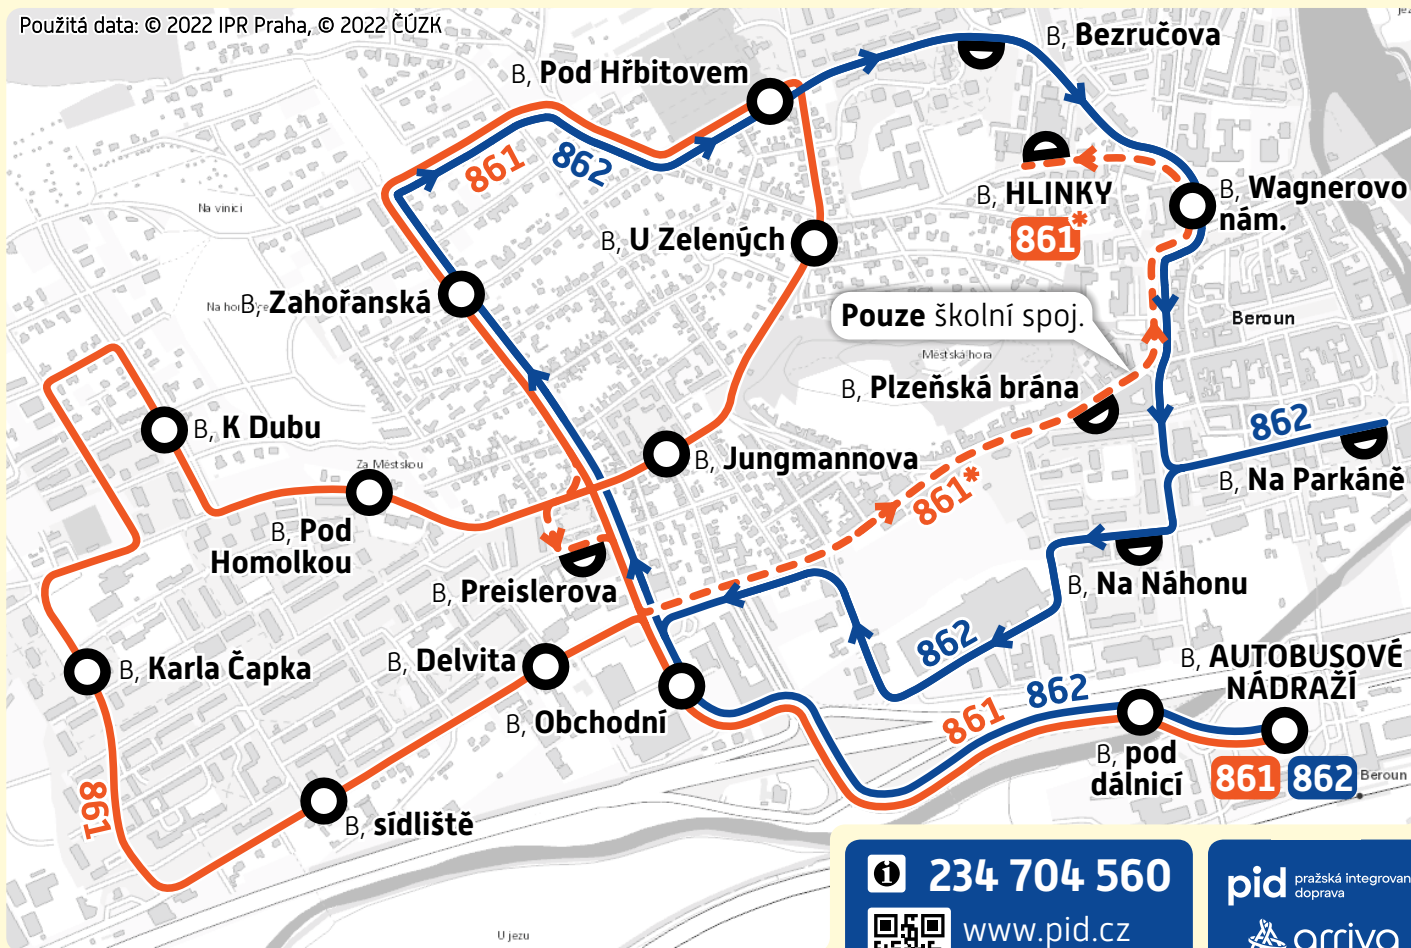 Použitá data: © 2022 IPR Praha, © 2022 ČÚZK
B, Bezručova
B, Pod Hřbitovem
861
862
B, HLINKY
861*
B, Wagnerovo
nám.
Na vinici
B, U Zelených
B, Zahořanská
Pouze školní spoj.
Beroun
Městská hora
B, Plzeňská brána
862
B, K Dubu
Za Městskou
B, Jungmannova
B, Na Parkáně
861*
B, Pod
Homolkou
B, Preislerova
B, Na Náhonu
862
B, Karla Čapka
B, Delvita
B, AUTOBUSOVÉ
NÁDRAŽÍ
B, Obchodní
861
862
B, pod
dálnicí
861 862
Beroun
861
B, sídliště
234 704 560
www.pid.cz
pid pražská integrovan
doprava
arriva
U jezu